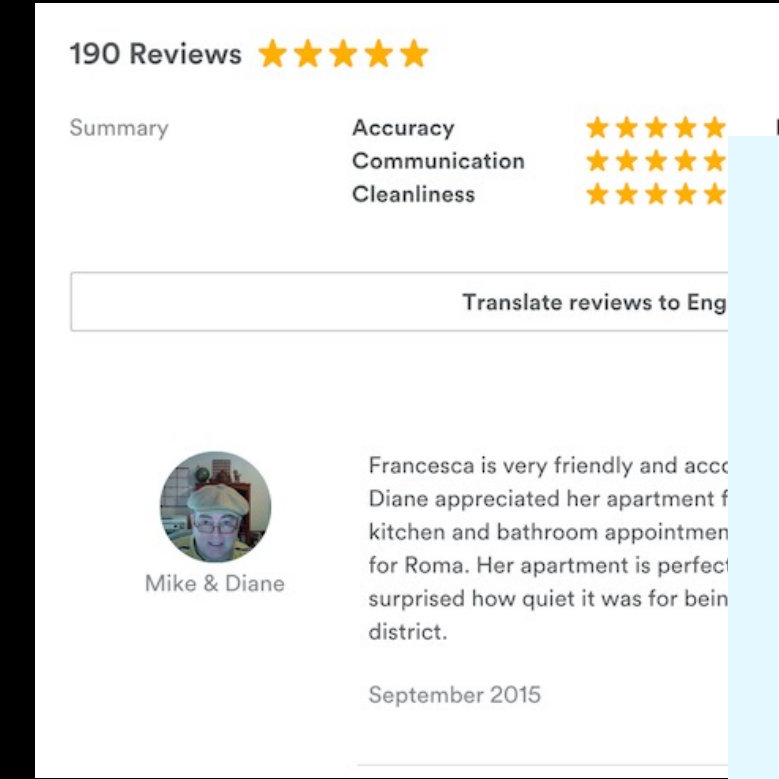 190 Reviews
Summary
Accuracy
Communication
Cleanliness
Translate reviews to Eng
Francesca is very friendly and acco
Diane appreciated her apartment f
kitchen and bathroom appointmen
for Roma. Her apartment is perfect
surprised how quiet it was for bein
district.
Mike & Diane
September 2015